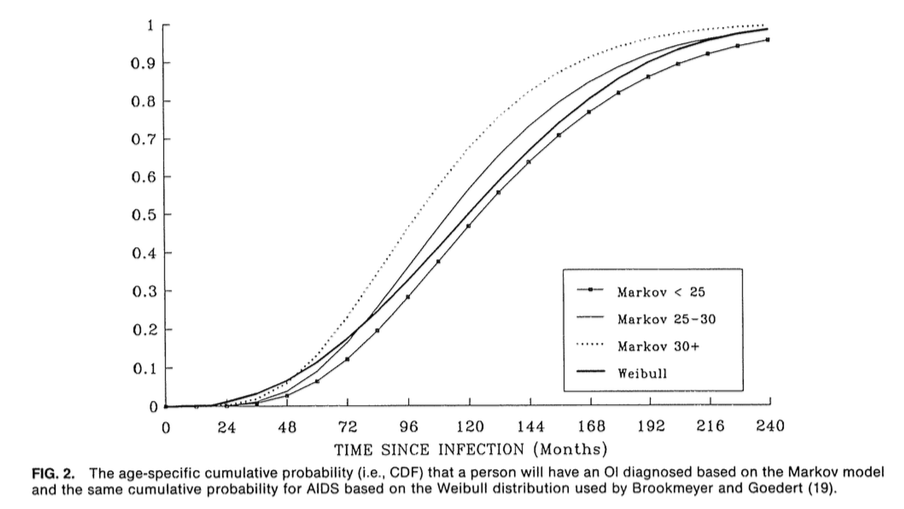 1
0.9
0.8
0.7
0.6
0.5
0.4
0.3
0.2
0.1
0
Markov < 25
Markov 25-30
Markov 30+
Weibull
0 24 48 72 96 120 144 168 192 216 240
TIME SINCE INFECTION (Months)
FIG. 2. The age-specific cumulative probability (i.e., CDF) that a person will have an OI diagnosed based on the Markov model
and the same cumulative probability for AIDS based on the Weibull distribution used by Brookmeyer and Goedert (19).